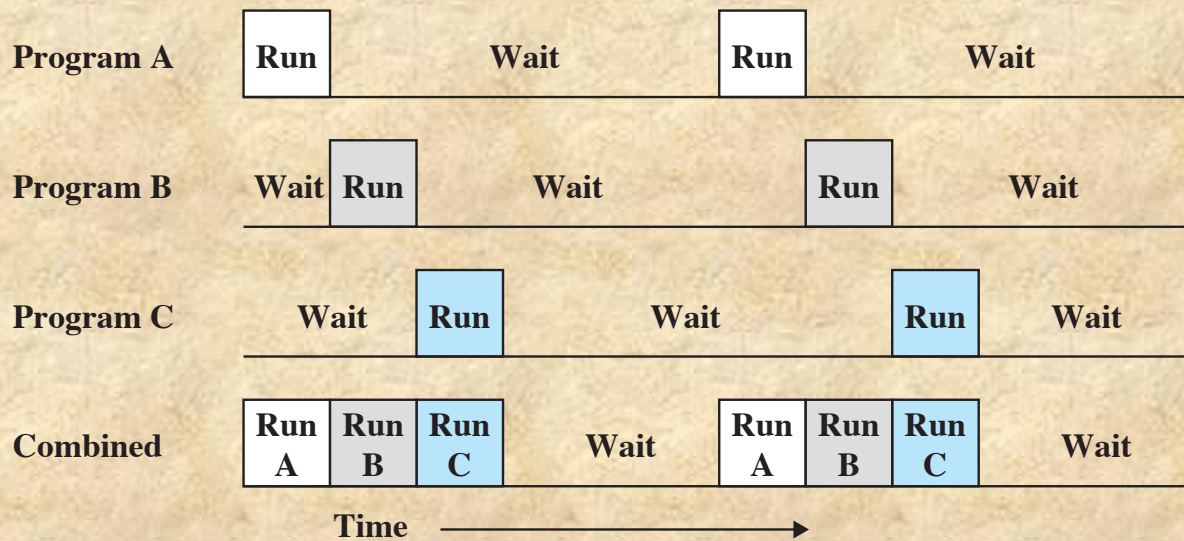 Program A Run Wait Run Wait
Program B Wait Run Wait Run Wait
Program C Wait Run Wait Run Wait
Combined Run A Run B Run C Wait Run A Run B Run C Wait
Time